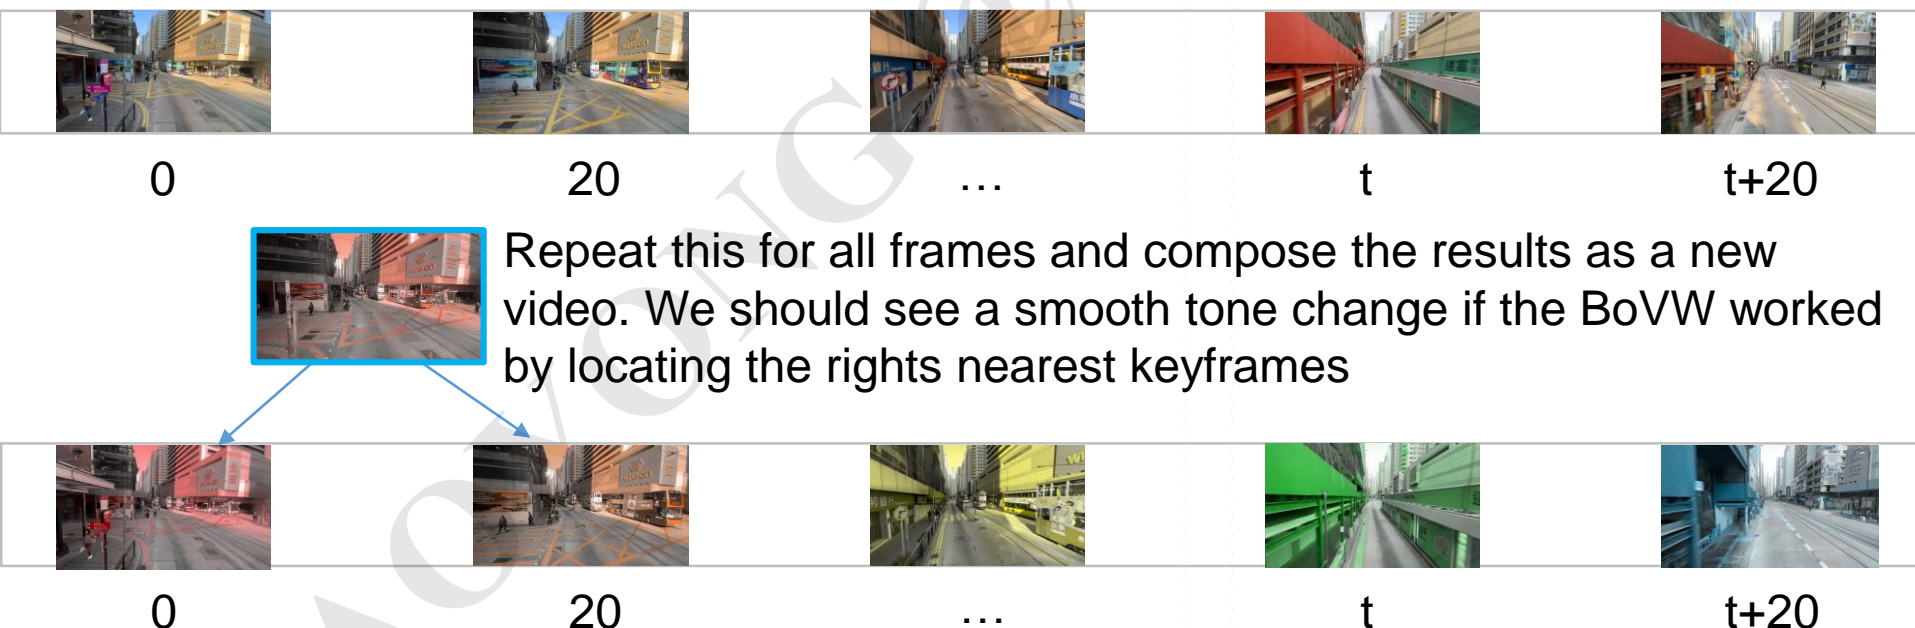 0 20 … t t+20
Repeat this for all frames and compose the results as a new
video. We should see a smooth tone change if the BoVW worked
by locating the rights nearest keyframes
0 20 … t t+20